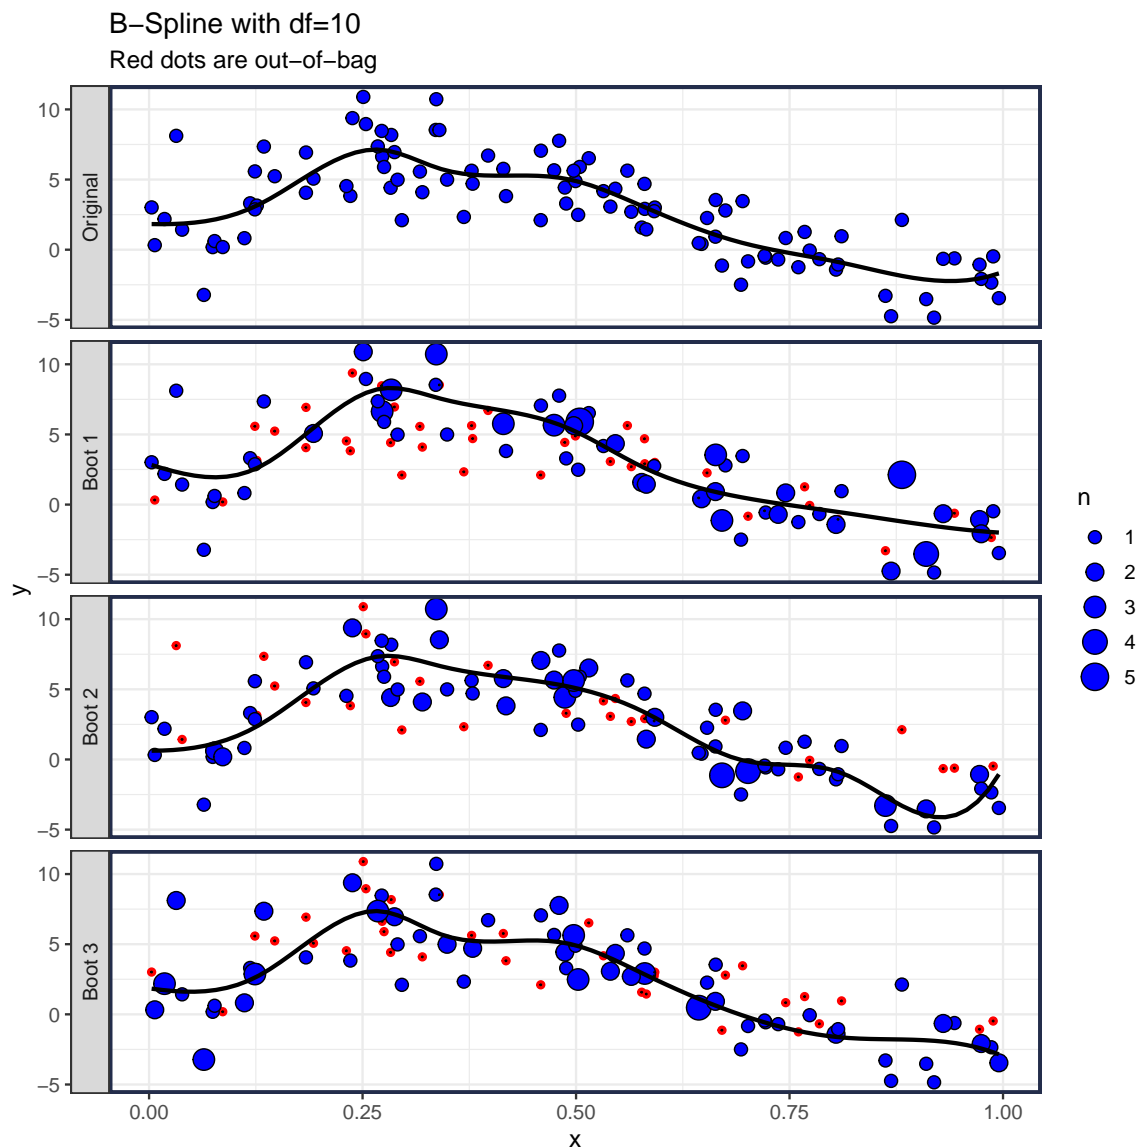 B−Spline with df=10
Red dots are out−of−bag
Original
10
5
0
−5
Boot 1
10
5
0
−5
Boot 2
10
5
0
−5
Boot 3
10
5
0
−5
y
0.00 0.25 0.50 0.75 1.00
x
n
1
2
3
4
5